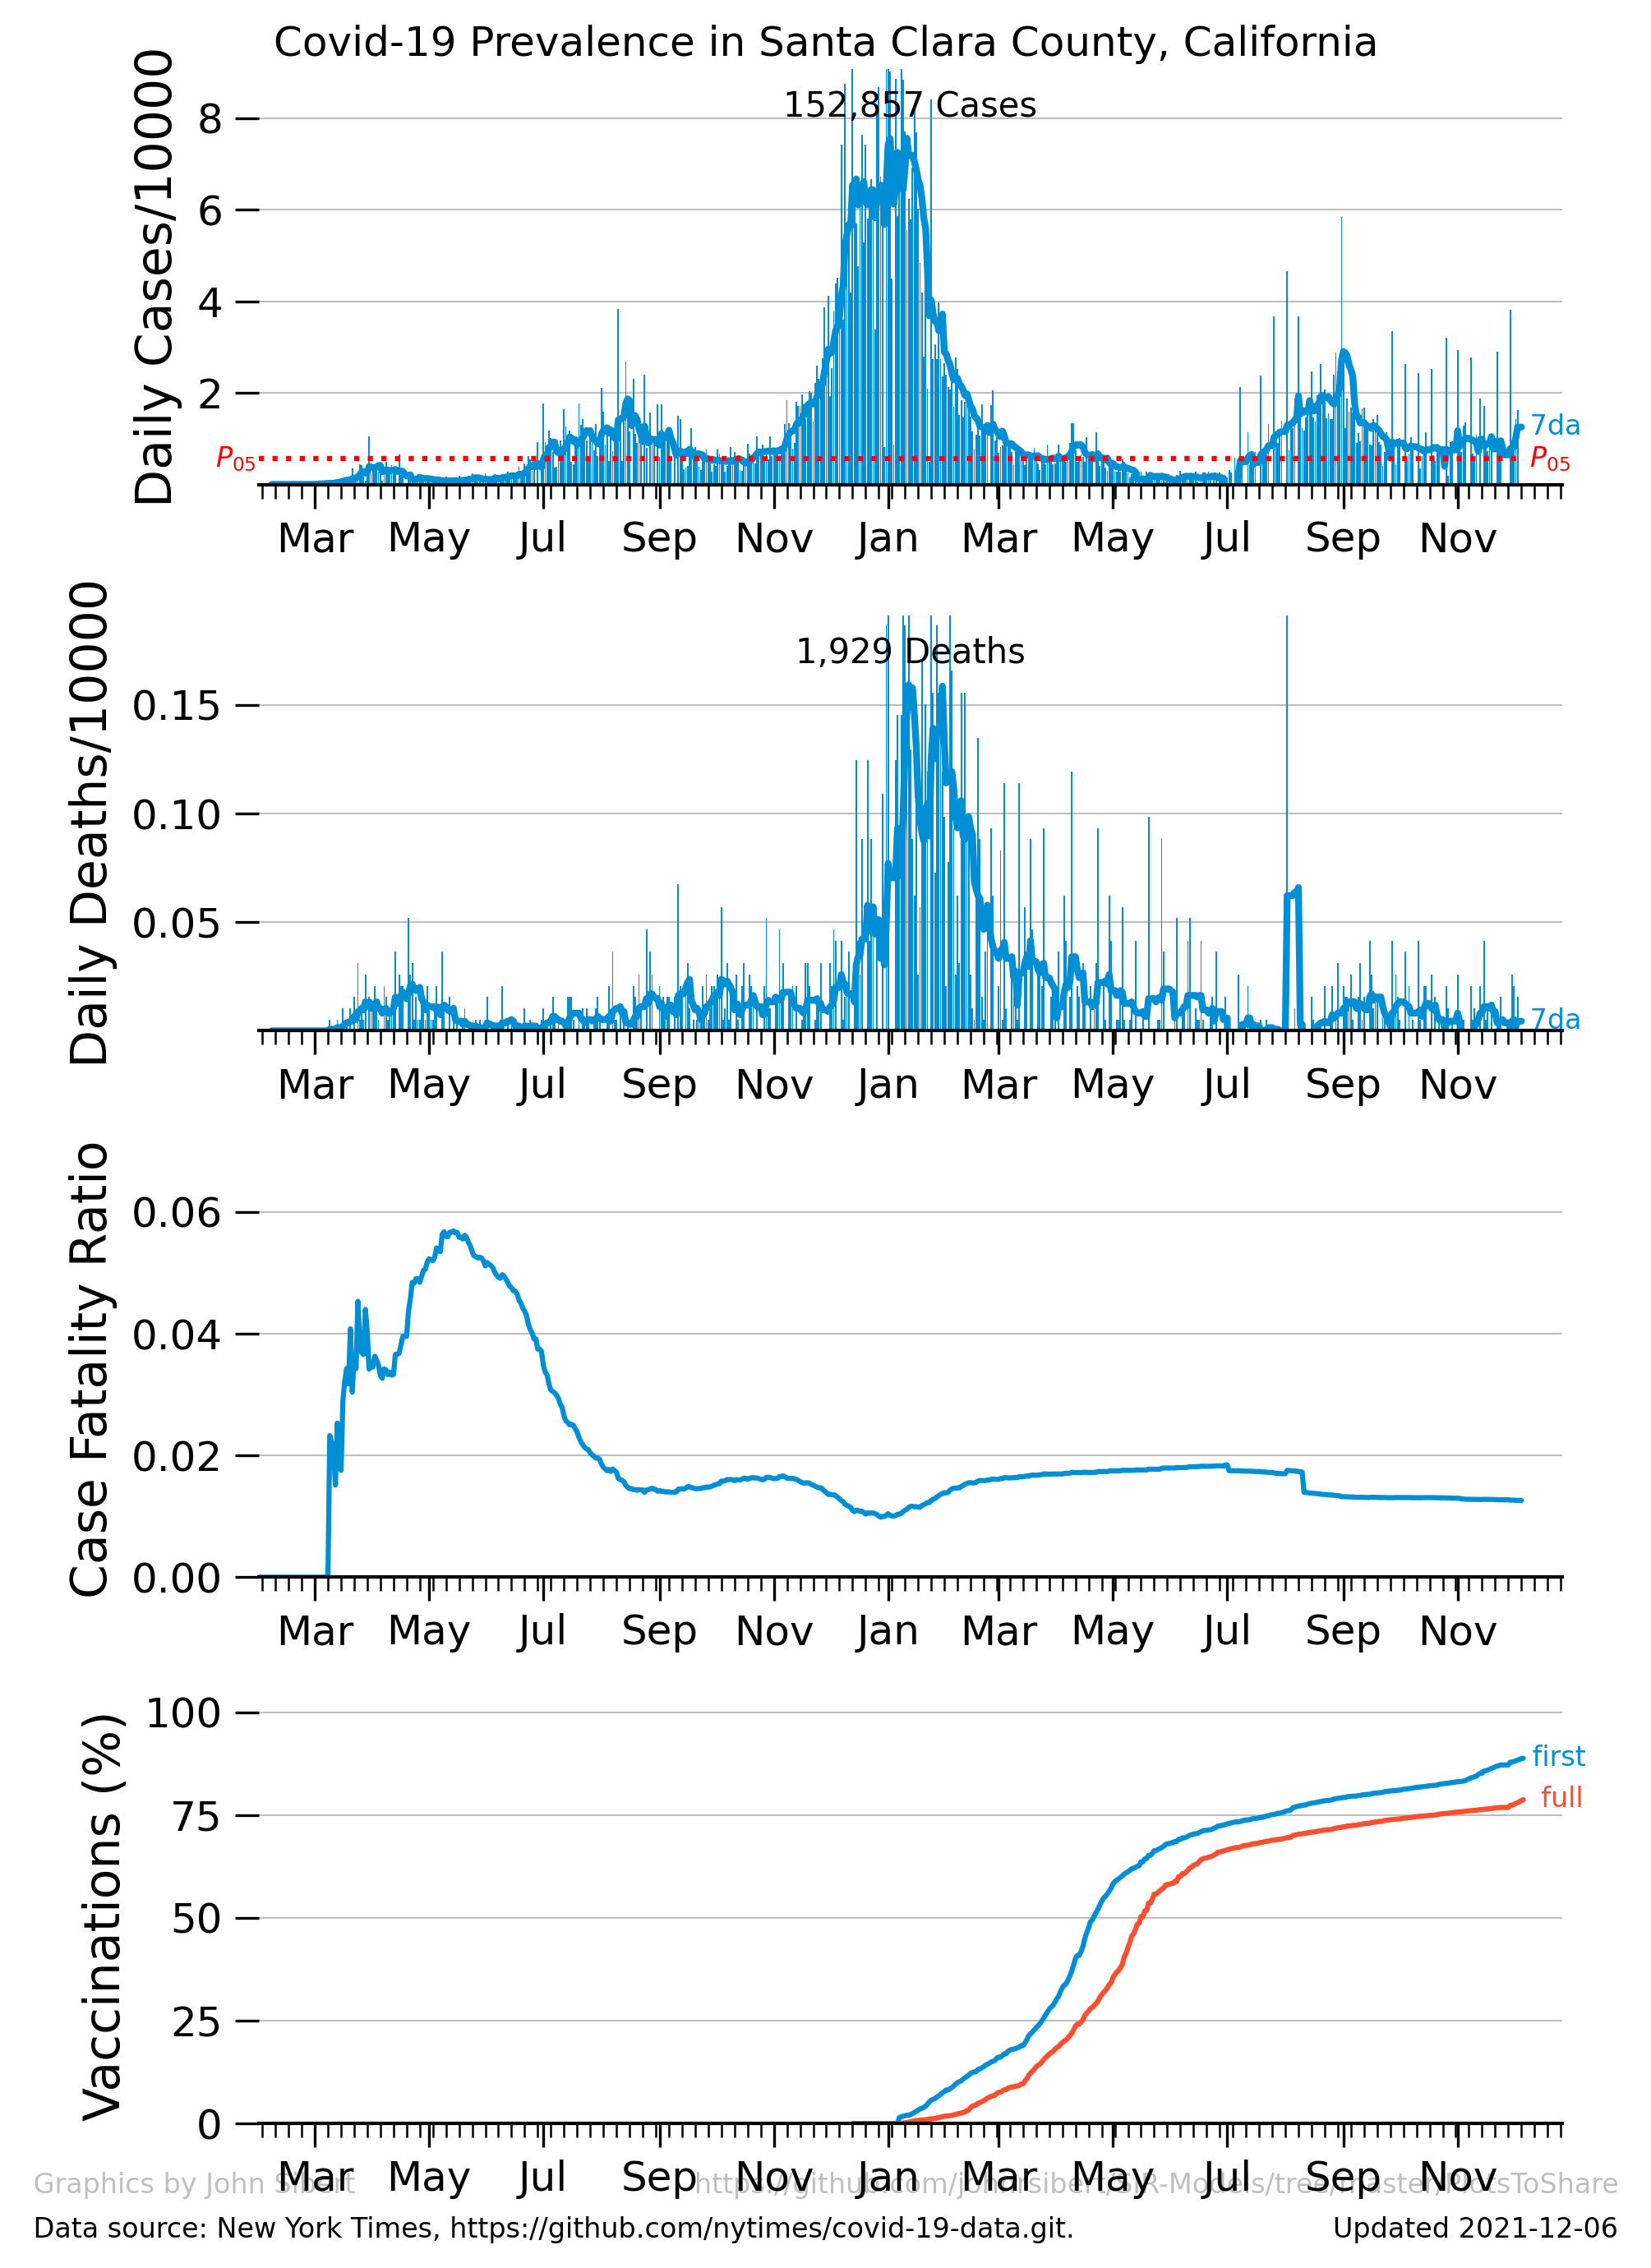 Covid-19 Prevalence in Santa Clara County, California
Daily Cases/10000
8
6
4
2
152,857 Cases
7da
P05
P05
Mar May Jul Sep Nov Jan Mar May Jul Sep Nov
Daily Deaths/10000
0.15
0.10
0.05
1,929 Deaths
7da
Mar May Jul Sep Nov Jan Mar May Jul Sep Nov
Case Fatality Ratio
0.06
0.04
0.02
0.00
Mar May Jul Sep Nov Jan Mar May Jul Sep Nov
Vaccinations (%)
100
75
50
25
0
first
full
Mar May Jul Sep Nov Jan Mar May Jul Sep Nov
Graphics by John Sibert
https://github.com/johnrsibert/SIR-Models/tree/master/PlotsToShare
Data source: New York Times, https://github.com/nytimes/covid-19-data.git.
Updated 2021-12-06